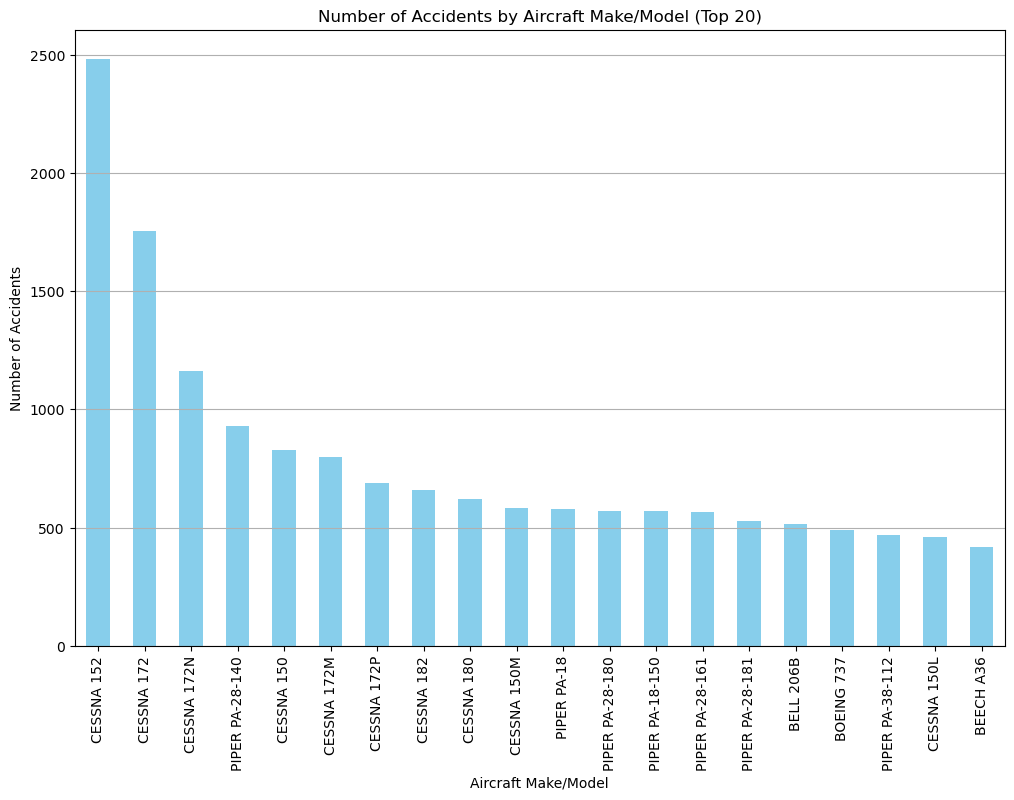 Number of Accidents by Aircraft Make/Model (Top 20)
Number of Accidents
2500
2000
1500
1000
500
0
CESSNA 152
CESSNA 172
CESSNA 172N
PIPER PA-28-140
CESSNA 150
CESSNA 172M
CESSNA 172P
CESSNA 182
CESSNA 180
CESSNA 150M
PIPER PA-18
PIPER PA-28-180
PIPER PA-18-150
PIPER PA-28-161
PIPER PA-28-181
BELL 206B
BOEING 737
PIPER PA-38-112
CESSNA 150L
BEECH A36
Aircraft Make/Model